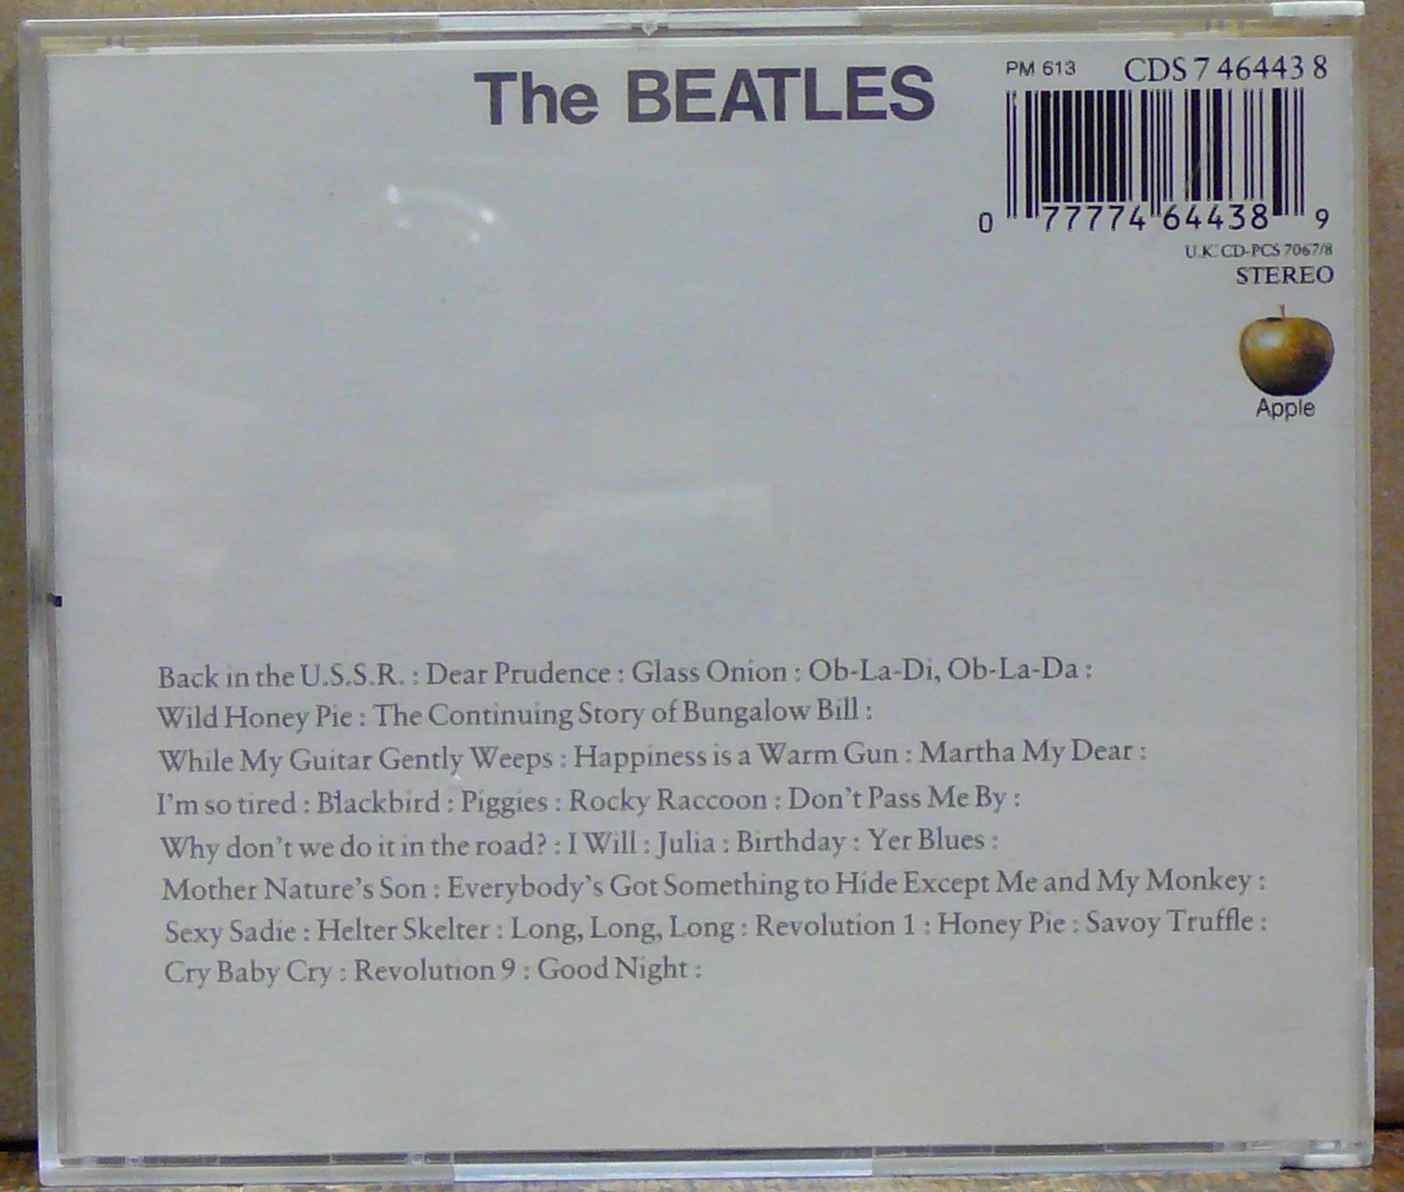 The BEATLES
PM 613 CDS 7 46443 8
0 77774 64438 9
U.K. CD-PCS 7067/8
STEREO
Apple
Back in the U.S.S.R. : Dear Prudence : Glass Onion : Ob-La-Di, Ob-La-Da :
Wild Honey Pie : The Continuing Story of Bungalow Bill :
While My Guitar Gently Weeps : Happiness is a Warm Gun : Martha My Dear :
I'm so tired : Blackbird : Piggies : Rocky Raccoon : Don't Pass Me By :
Why don't we do it in the road? : I Will : Julia : Birthday : Yer Blues :
Mother Nature's Son : Everybody's Got Something to Hide Except Me and My Monkey :
Sexy Sadie : Helter Skelter : Long, Long, Long : Revolution 1 : Honey Pie : Savoy Truffle :
Cry Baby Cry : Revolution 9 : Good Night :